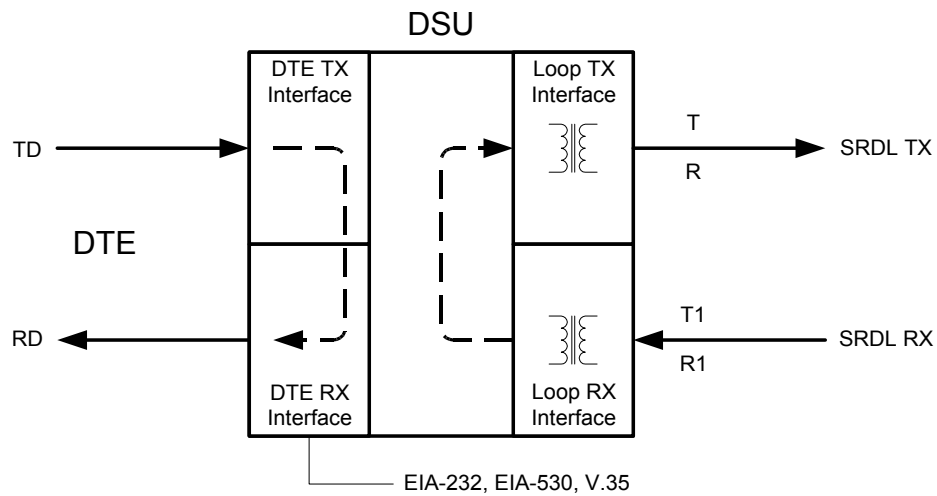 DSU
DTE TX
Interface
Loop TX
Interface
TD
T
R
SRDL TX
DTE
RD
T1
R1
SRDL RX
DTE RX
Interface
Loop RX
Interface
EIA-232, EIA-530, V.35